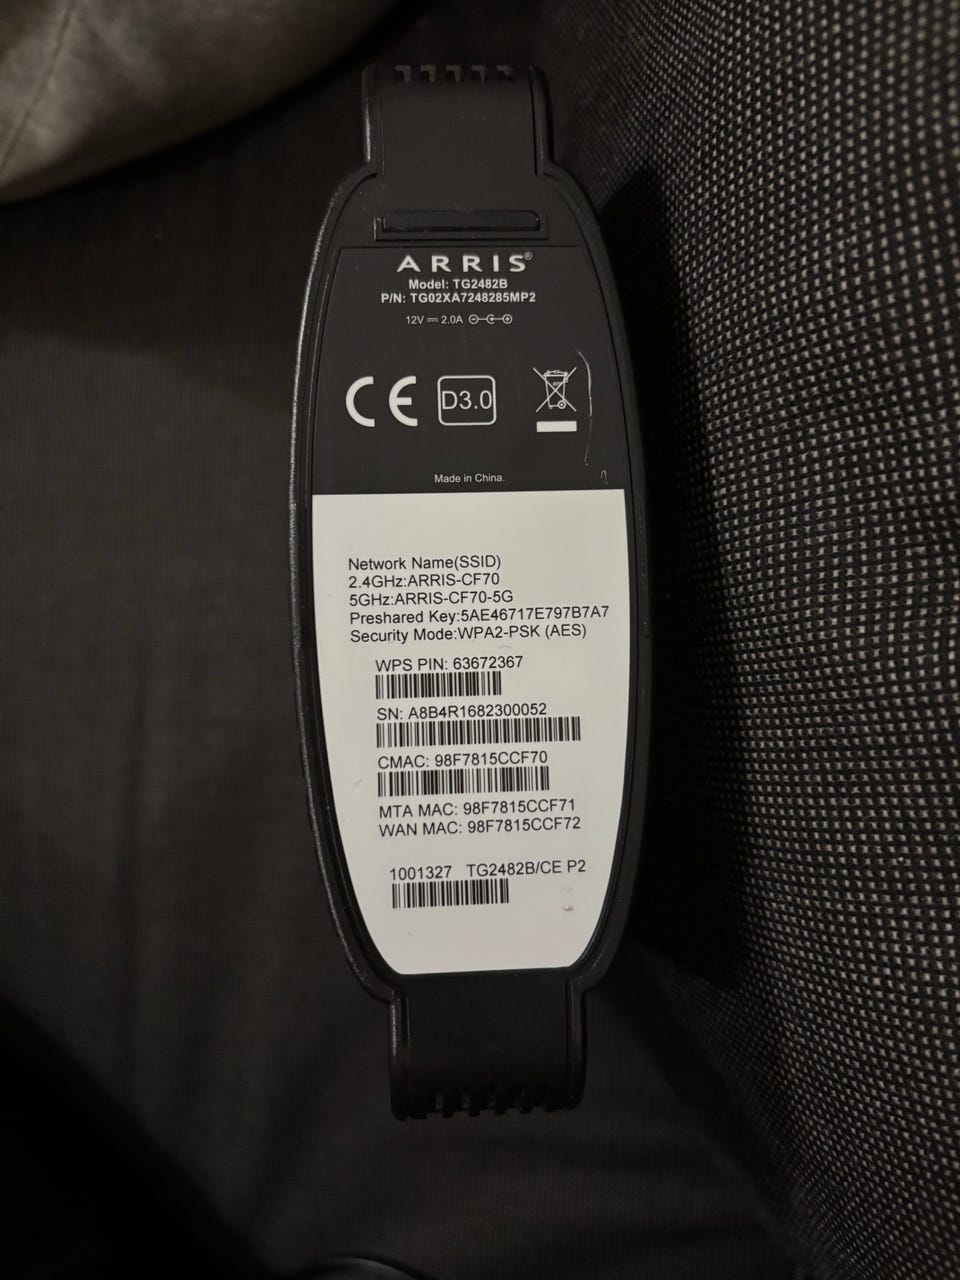 ARRIS®
Model: TG2482B
P/N: TG02XA7248285MP2
12V ⎓ 2.0A
CE D3.0
Made in China.
Network Name(SSID)
2.4GHz:ARRIS-CF70
5GHz:ARRIS-CF70-5G
Preshared Key:5AE46717E797B7A7
Security Mode:WPA2-PSK (AES)
WPS PIN: 63672367
SN: A8B4R1682300052
CMAC: 98F7815CCF70
MTA MAC: 98F7815CCF71
WAN MAC: 98F7815CCF72
1001327 TG2482B/CE P2